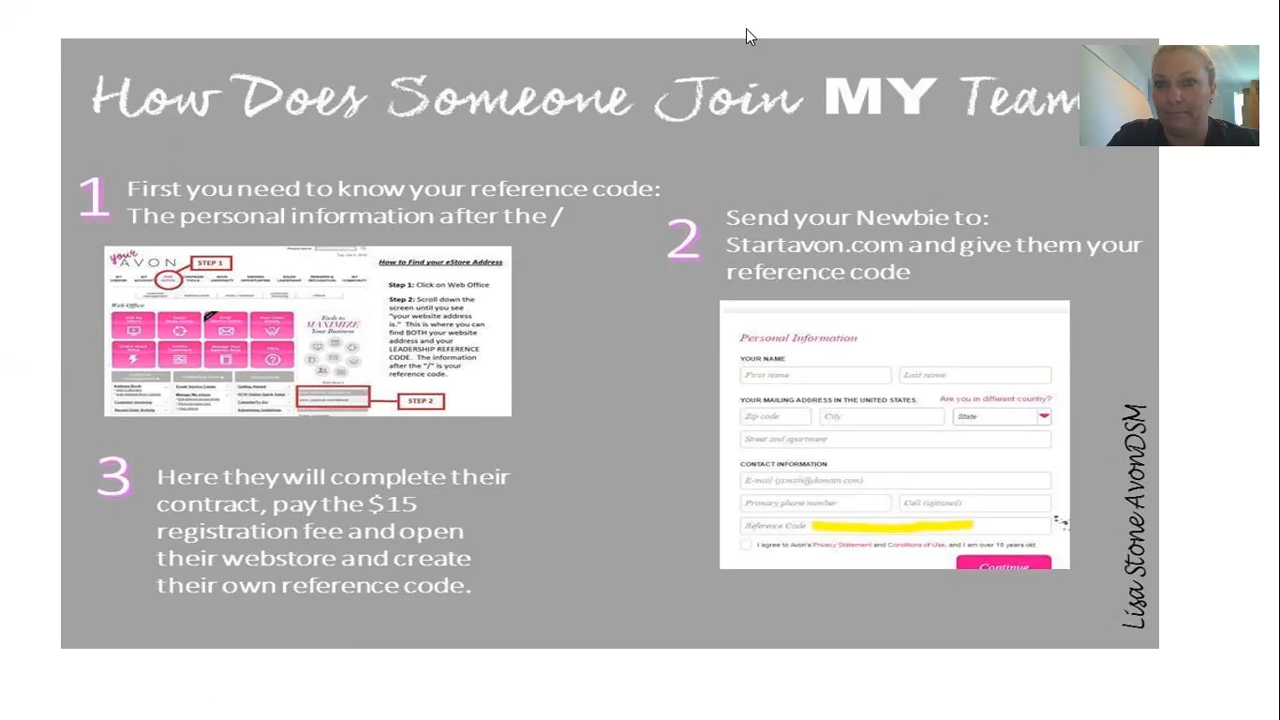 How Does Someone Join MY Team
1
First you need to know your reference code:
The personal information after the /
your
AVON
STEP 1
How to Find your eStore Address
Step 1: Click on Web Office
Step 2: Scroll down the
screen until you see
"your website address
is." This is where you can
find BOTH your website
address and your
LEADERSHIP REFERENCE
CODE. The information
after the "/" is your
reference code.
Web Office
Tools to
MAXIMIZE
Your Business
STEP 2
2
Send your Newbie to:
Startavon.com and give them your
reference code
Personal Information
YOUR NAME
First name
Last name
YOUR MAILING ADDRESS IN THE UNITED STATES.
Are you in different country?
Zip code
City
State
Street and apartment
CONTACT INFORMATION
E-mail (jsmith@domain.com)
Primary phone number
Cell (optional)
Reference Code
I agree to Avon's Privacy Statement and Conditions of Use, and I am over 18 years old.
Continue
3
Here they will complete their
contract, pay the $15
registration fee and open
their webstore and create
their own reference code.
Lisa Stone AvonDSM